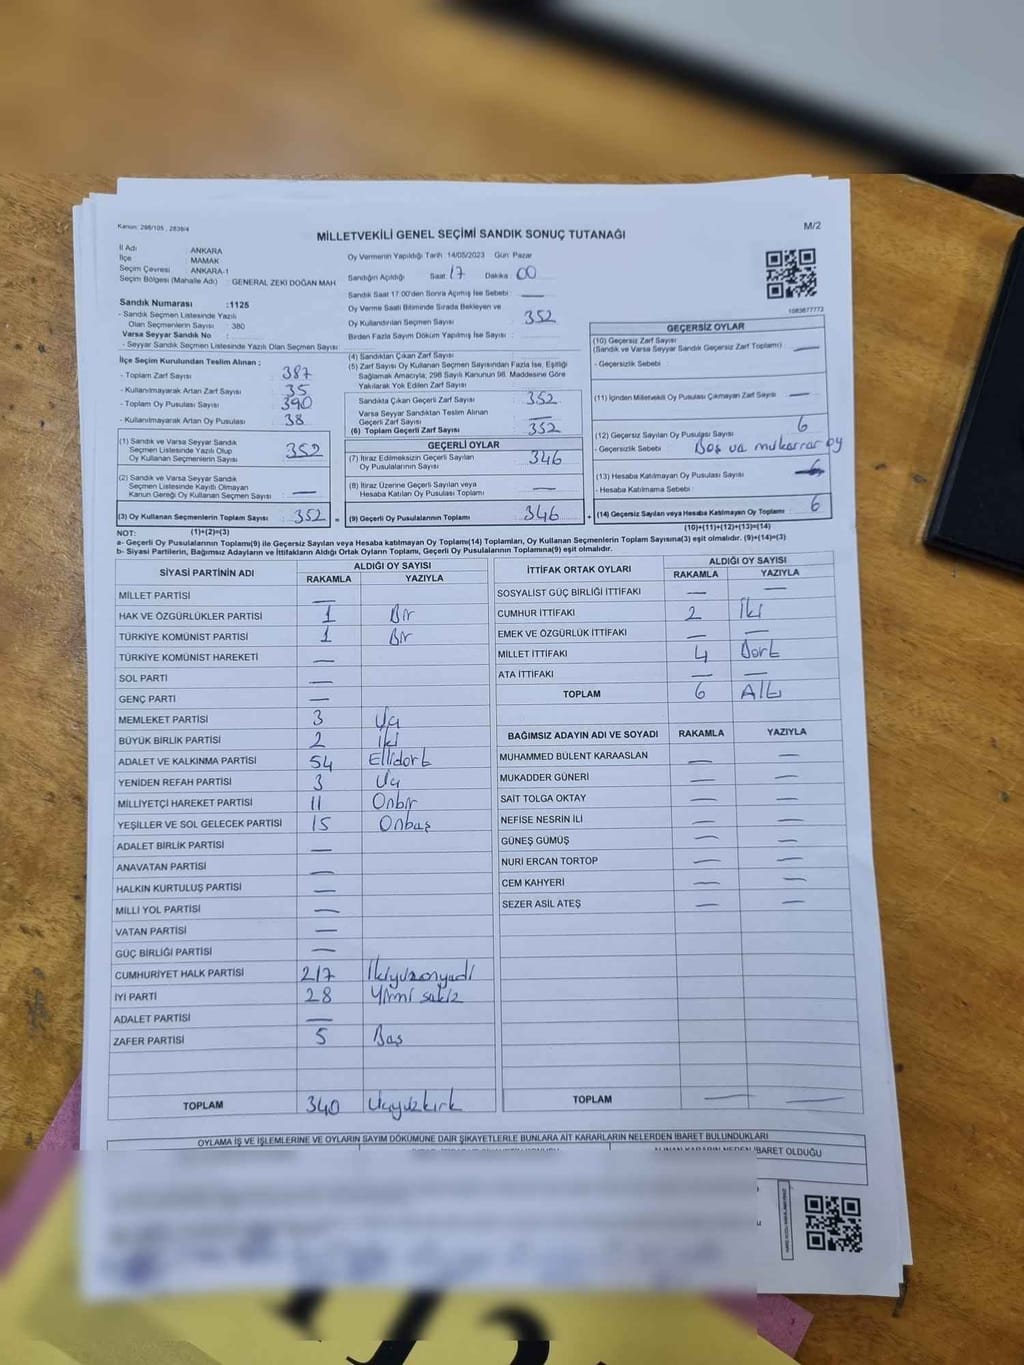 Kanun: 298/105 , 2839/4
M/2
MİLLETVEKİLİ GENEL SEÇİMİ SANDIK SONUÇ TUTANAĞI
İl Adı : ANKARA
İlçe : MAMAK
Seçim Çevresi : ANKARA-1
Seçim Bölgesi (Mahalle Adı) : GENERAL ZEKİ DOĞAN MAH
Oy Vermenin Yapıldığı Tarih :14/05/2023 Gün :Pazar
Sandığın Açıldığı Saat: 17 Dakika : 00
Sandık Saat 17:00'den Sonra Açılmış İse Sebebi : —
Oy Verme Saati Bitiminde Sırada Bekleyen ve
Oy Kullandırılan Seçmen Sayısı : 352
Birden Fazla Sayım Döküm Yapılmış İse Sayısı :
Sandık Numarası :1125
- Sandık Seçmen Listesinde Yazılı
Olan Seçmenlerin Sayısı : 380
Varsa Seyyar Sandık No :
- Seyyar Sandık Seçmen Listesinde Yazılı Olan Seçmen Sayısı :
İlçe Seçim Kurulundan Teslim Alınan ;
- Toplam Zarf Sayısı : 387
- Kullanılmayarak Artan Zarf Sayısı : 35
- Toplam Oy Pusulası Sayısı : 390
- Kullanılmayarak Artan Oy Pusulası : 38
(1) Sandık ve Varsa Seyyar Sandık
Seçmen Listesinde Yazılı Olup
Oy Kullanan Seçmenlerin Sayısı : 352
(2) Sandık ve Varsa Seyyar Sandık
Seçmen Listesinde Kayıtlı Olmayan
Kanun Gereği Oy Kullanan Seçmen Sayısı : —
(3) Oy Kullanan Seçmenlerin Toplam Sayısı : 352
(1)+(2)=(3)
(4) Sandıktan Çıkan Zarf Sayısı :
(5) Zarf Sayısı Oy Kullanan Seçmen Sayısından Fazla İse, Eşitliği
Sağlamak Amacıyla, 298 Sayılı Kanunun 98. Maddesine Göre
Yakılarak Yok Edilen Zarf Sayısı :
Sandıkta Çıkan Geçerli Zarf Sayısı : 352
Varsa Seyyar Sandıktan Teslim Alınan
Geçerli Zarf Sayısı : —
(6) Toplam Geçerli Zarf Sayısı : 352
GEÇERLİ OYLAR
(7) İtiraz Edilmeksizin Geçerli Sayılan
Oy Pusulalarının Sayısı : 346
(8) İtiraz Üzerine Geçerli Sayılan veya
Hesaba Katılan Oy Pusulası Toplamı : —
= (9) Geçerli Oy Pusulalarının Toplamı : 346
1083877772
GEÇERSİZ OYLAR
(10) Geçersiz Zarf Sayısı
(Sandık ve Varsa Seyyar Sandık Geçersiz Zarf Toplamı) : —
- Geçersizlik Sebebi :
(11) İçinden Milletvekili Oy Pusulası Çıkmayan Zarf Sayısı : —
(12) Geçersiz Sayılan Oy Pusulası Sayısı : 6
- Geçersizlik Sebebi : Boş ve mükerrer oy
(13) Hesaba Katılmayan Oy Pusulası Sayısı :
- Hesaba Katılmama Sebebi :
+ (14) Geçersiz Sayılan veya Hesaba Katılmayan Oy Toplamı : 6
(10)+(11)+(12)+(13)=(14)
NOT:
a- Geçerli Oy Pusulalarının Toplamı(9) ile Geçersiz Sayılan veya Hesaba katılmayan Oy Toplamı(14) Toplamları, Oy Kullanan Seçmenlerin Toplam Sayısına(3) eşit olmalıdır. (9)+(14)=(3)
b- Siyasi Partilerin, Bağımsız Adayların ve İttifakların Aldığı Ortak Oyların Toplamı, Geçerli Oy Pusulalarının Toplamına(9) eşit olmalıdır.
SİYASİ PARTİNİN ADI ALDIĞI OY SAYISI
RAKAMLA YAZIYLA
MİLLET PARTİSİ —
HAK VE ÖZGÜRLÜKLER PARTİSİ 1 Bir
TÜRKİYE KOMÜNİST PARTİSİ 1 Bir
TÜRKİYE KOMÜNİST HAREKETİ —
SOL PARTİ —
GENÇ PARTİ —
MEMLEKET PARTİSİ 3 Üç
BÜYÜK BİRLİK PARTİSİ 2 İki
ADALET VE KALKINMA PARTİSİ 54 Ellidört
YENİDEN REFAH PARTİSİ 3 Üç
MİLLİYETÇİ HAREKET PARTİSİ 11 Onbir
YEŞİLLER VE SOL GELECEK PARTİSİ 15 Onbeş
ADALET BİRLİK PARTİSİ —
ANAVATAN PARTİSİ —
HALKIN KURTULUŞ PARTİSİ —
MİLLİ YOL PARTİSİ —
VATAN PARTİSİ —
GÜÇ BİRLİĞİ PARTİSİ —
CUMHURİYET HALK PARTİSİ 217 İkiyüzonyedi
İYİ PARTİ 28 Yirmi sekiz
ADALET PARTİSİ —
ZAFER PARTİSİ 5 Beş
TOPLAM 340 Üçyüzkırk
İTTİFAK ORTAK OYLARI ALDIĞI OY SAYISI
RAKAMLA YAZIYLA
SOSYALİST GÜÇ BİRLİĞİ İTTİFAKI — —
CUMHUR İTTİFAKI 2 İki
EMEK VE ÖZGÜRLÜK İTTİFAKI — —
MİLLET İTTİFAKI 4 Dört
ATA İTTİFAKI — —
TOPLAM 6 Altı
BAĞIMSIZ ADAYIN ADI VE SOYADI RAKAMLA YAZIYLA
MUHAMMED BÜLENT KARAASLAN — —
MUKADDER GÜNERİ — —
SAİT TOLGA OKTAY — —
NEFİSE NESRİN İLİ — —
GÜNEŞ GÜMÜŞ — —
NURİ ERCAN TORTOP — —
CEM KAHYERİ — —
SEZER ASİL ATEŞ — —
TOPLAM — —
OYLAMA İŞ VE İŞLEMLERİNE VE OYLARIN SAYIM DÖKÜMÜNE DAİR ŞİKAYETLERLE BUNLARA AİT KARARLARIN NELERDEN İBARET BULUNDUKLARI
ALINAN KARARIN NEDEN İBARET OLDUĞU